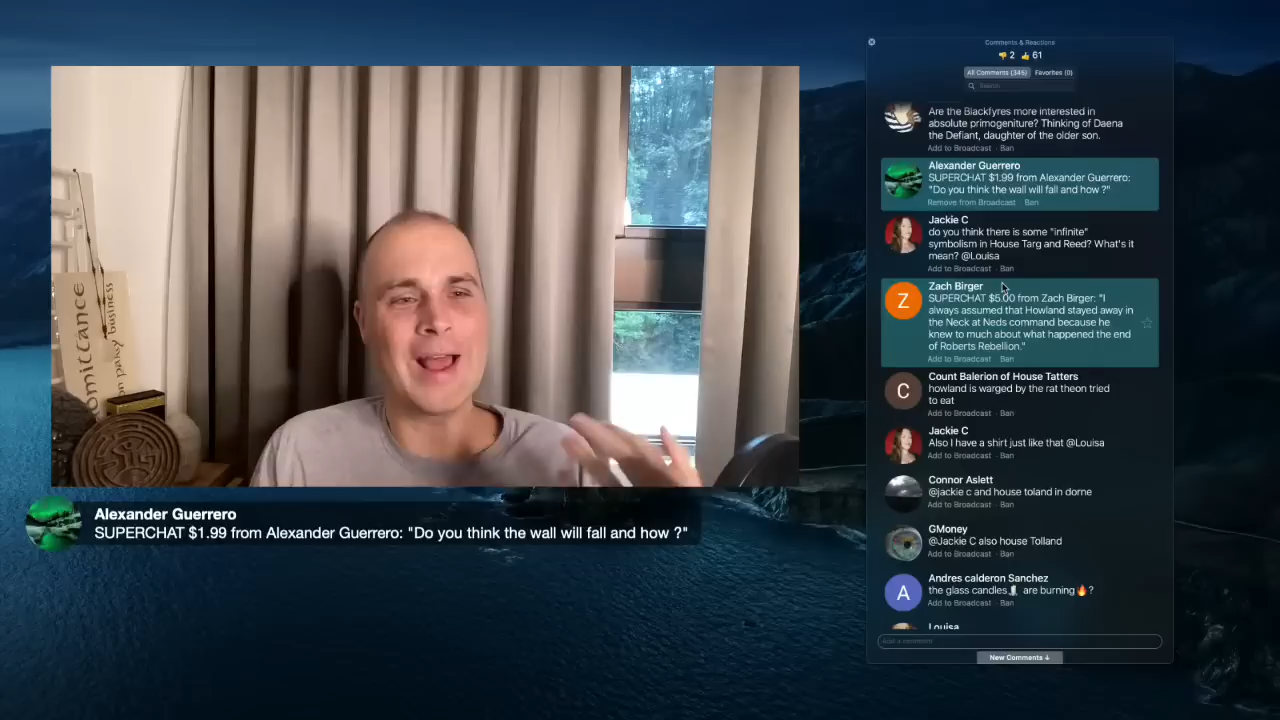 Comments & Reactions
👎 2 👍 61
All Comments (346) Favorites (0)
Search
Are the Blackfyres more interested in
absolute primogeniture? Thinking of Daena
the Defiant, daughter of the older son.
Add to Broadcast · Ban
Alexander Guerrero
SUPERCHAT $1.99 from Alexander Guerrero:
"Do you think the wall will fall and how ?"
Remove from Broadcast · Ban
Jackie C
do you think there is some "infinite"
symbolism in House Targ and Reed? What's it
mean? @Louisa
Add to Broadcast · Ban
Z
Zach Birger
SUPERCHAT $5.00 from Zach Birger: "I
always assumed that Howland stayed away in
the Neck at Neds command because he
knew to much about what happened the end
of Roberts Rebellion."
Add to Broadcast · Ban
C
Count Balerion of House Tatters
howland is warged by the rat theon tried
to eat
Add to Broadcast · Ban
Jackie C
Also I have a shirt just like that @Louisa
Add to Broadcast · Ban
Connor Aslett
@jackie c and house toland in dorne
Add to Broadcast · Ban
GMoney
@Jackie C also house Tolland
Add to Broadcast · Ban
A
Andres calderon Sanchez
the glass candles are burning🔥?
Add to Broadcast · Ban
Louisa
Add a comment
New Comments ↓
admittance
on party business
Alexander Guerrero
SUPERCHAT $1.99 from Alexander Guerrero: "Do you think the wall will fall and how ?"